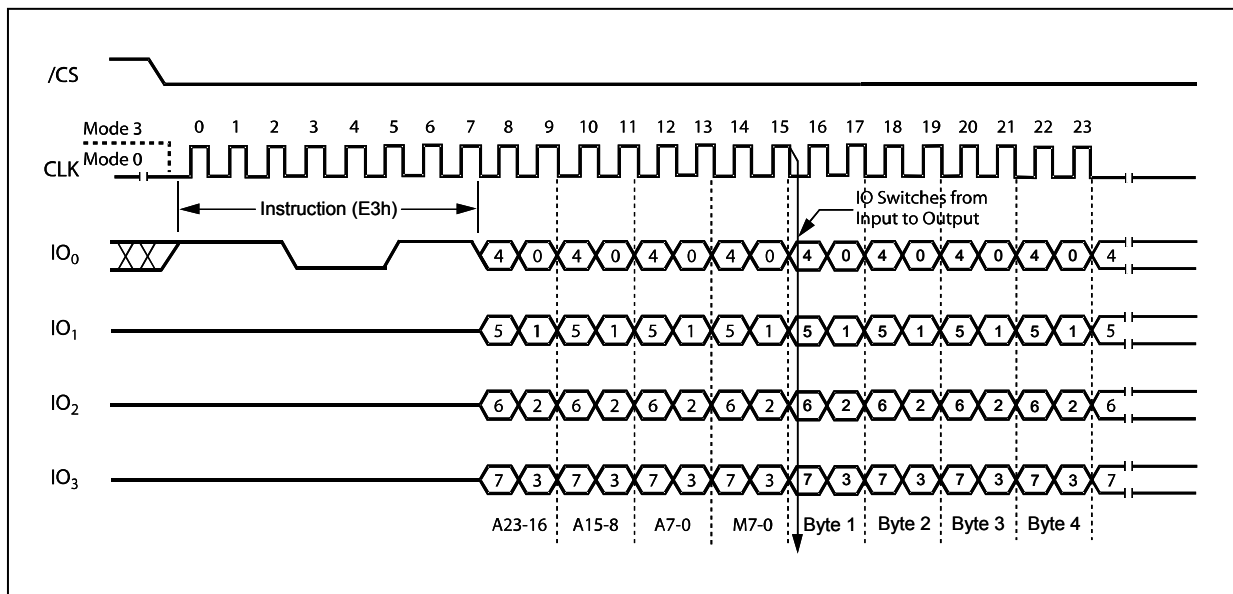 /CS
Mode 3
0 1 2 3 4 5 6 7 8 9 10 11 12 13 14 15 16 17 18 19 20 21 22 23
Mode 0
CLK
Instruction (E3h)
IO Switches from
Input to Output
IO0 4 0 4 0 4 0 4 0 4 0 4 0 4 0 4 0 4
IO1 5 1 5 1 5 1 5 1 5 1 5 1 5 1 5 1 5
IO2 6 2 6 2 6 2 6 2 6 2 6 2 6 2 6 2 6
IO3 7 3 7 3 7 3 7 3 7 3 7 3 7 3 7 3 7
A23-16 A15-8 A7-0 M7-0 Byte 1 Byte 2 Byte 3 Byte 4